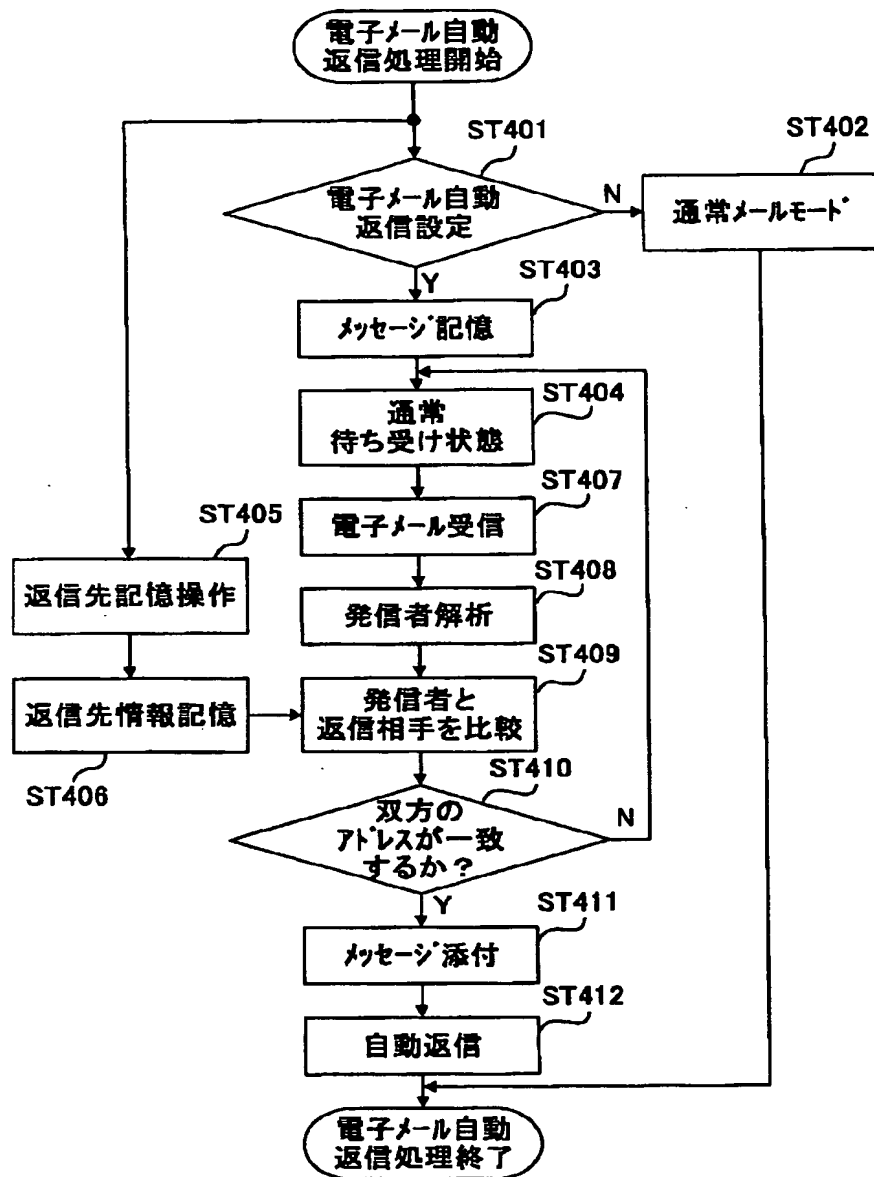 電子メール自動
返信処理開始
ST401
ST402
電子メール自動
返信設定
N
通常メールモード
Y
ST403
メッセージ記憶
ST404
通常
待ち受け状態
ST407
電子メール受信
ST405
返信先記憶操作
ST408
発信者解析
ST409
発信者と
返信相手を比較
返信先情報記憶
ST406
ST410
双方の
アドレスが一致
するか？
N
Y
ST411
メッセージ添付
ST412
自動返信
電子メール自動
返信処理終了